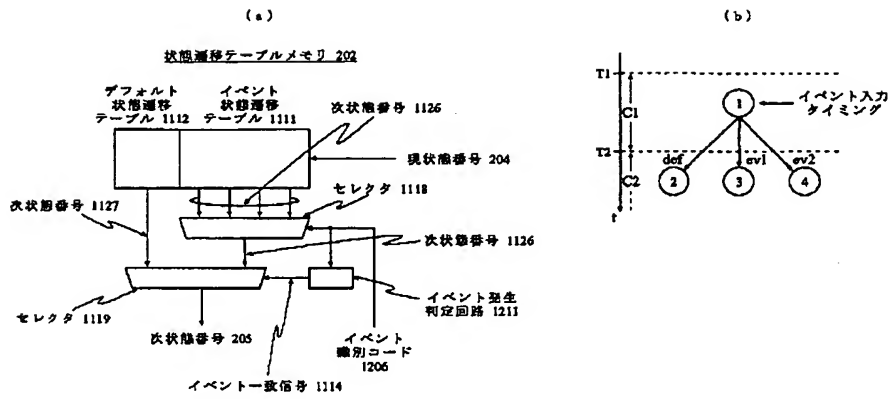 (a)
状態遷移テーブルメモリ 202
デフォルト
状態遷移
テーブル 1112
イベント
状態遷移
テーブル 1111
次状態番号 1126
現状態番号 204
セレクタ 1118
次状態番号 1127
次状態番号 1126
セレクタ 1119
イベント発生
判定回路 1211
次状態番号 205
イベント
識別コード
1206
イベント一致信号 1114
(b)
T1
C1
1
イベント入力
タイミング
T2
def
ev1
ev2
C2
2
3
4
t